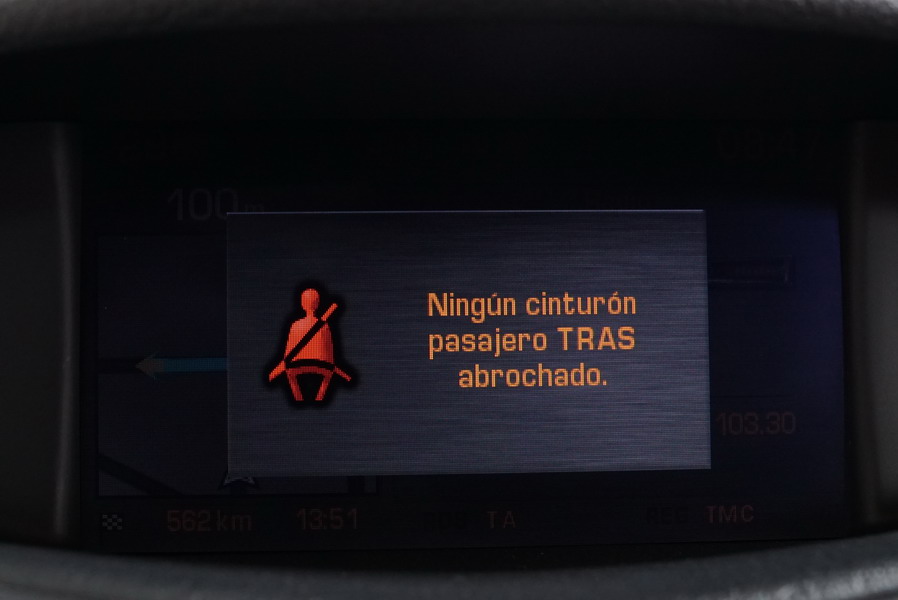 100 m
Ningún cinturón
pasajero TRAS
abrochado.
103.30
562 km 13:51 TA TMC